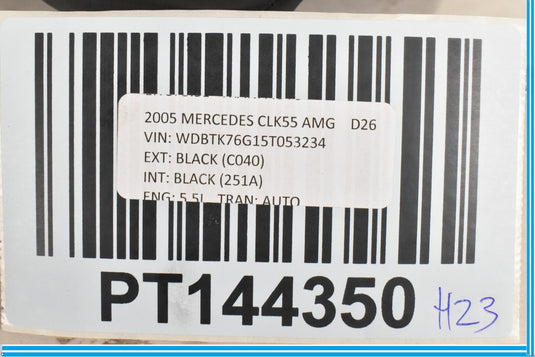 2005 MERCEDES CLK55 AMG D26
VIN: WDBTK76G15T053234
EXT: BLACK (C040)
INT: BLACK (251A)
ENG: 5.5L TRAN: AUTO
PT144350 H23